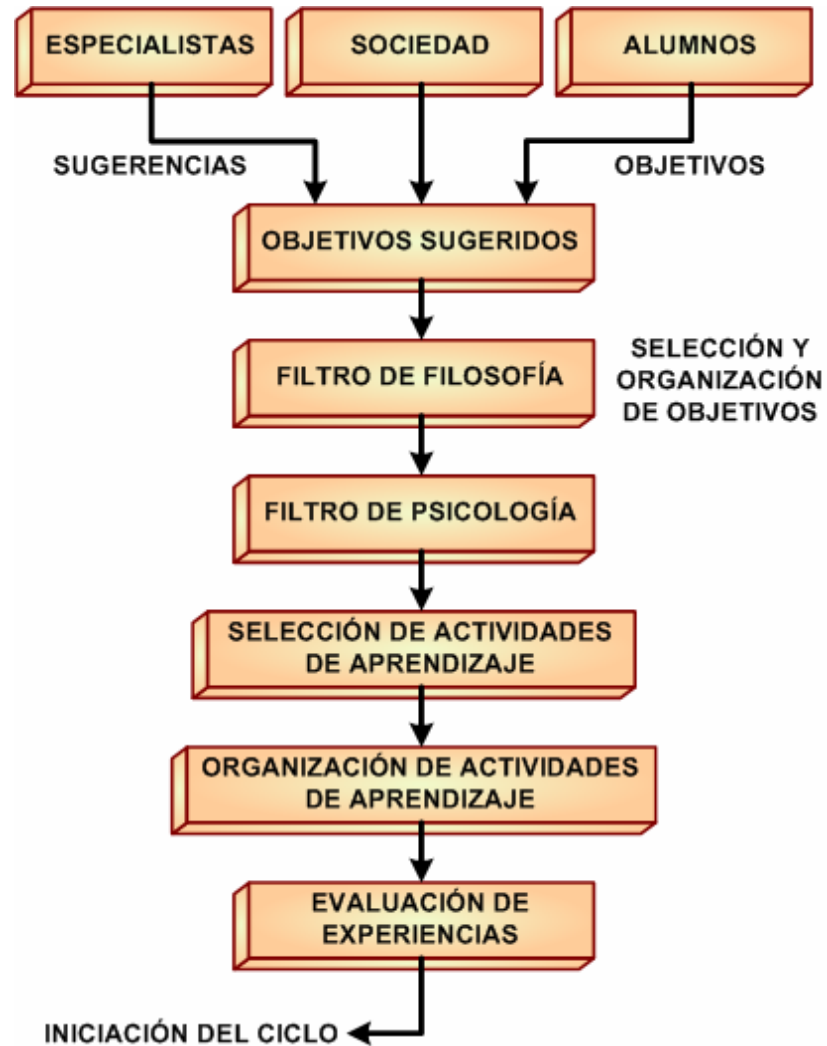 ESPECIALISTAS
SOCIEDAD
ALUMNOS
SUGERENCIAS
OBJETIVOS
OBJETIVOS SUGERIDOS
FILTRO DE FILOSOFÍA
SELECCIÓN Y
ORGANIZACIÓN
DE OBJETIVOS
FILTRO DE PSICOLOGÍA
SELECCIÓN DE ACTIVIDADES
DE APRENDIZAJE
ORGANIZACIÓN DE ACTIVIDADES
DE APRENDIZAJE
EVALUACIÓN DE
EXPERIENCIAS
INICIACIÓN DEL CICLO